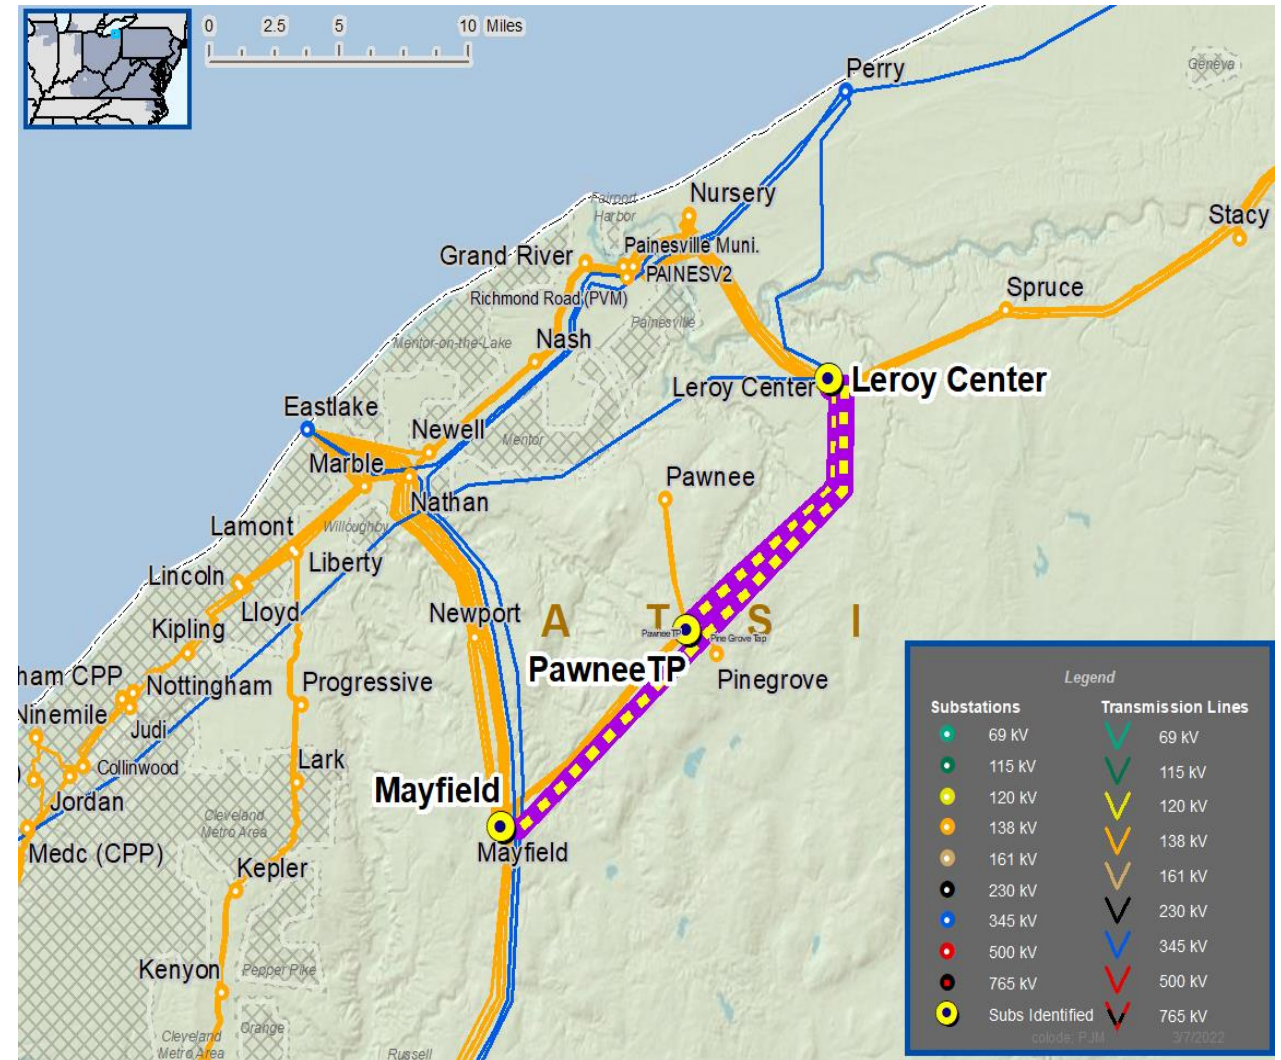 0 2.5 5 10 Miles
Perry
Geneva
Fairport
Harbor
Nursery
Stacy
Grand River
Painesville Muni.
PAINESV2
Richmond Road (PVM)
Spruce
Painesville
Mentor-on-the-Lake
Nash
Leroy Center
Leroy Center
Eastlake
Newell
Mentor
Marble
Pawnee
Nathan
Lamont
Willoughby
Liberty
Lincoln
Lloyd
Newport
A T S I
Kipling
PawneeTP
Pine Grove Tap
PawneeTP
Pinegrove
ham CPP
Nottingham
Progressive
Ninemile
Judi
Collinwood
Lark
)
Jordan
Mayfield
Cleveland
Metro Area
Medc (CPP)
Mayfield
Kepler
Kenyon
Pepper Pike
Orange
Cleveland
Metro Area
Russell
Legend
Substations
69 kV
115 kV
120 kV
138 kV
161 kV
230 kV
345 kV
500 kV
765 kV
Subs Identified
Transmission Lines
69 kV
115 kV
120 kV
138 kV
161 kV
230 kV
345 kV
500 kV
765 kV
colode, PJM 3/7/2022